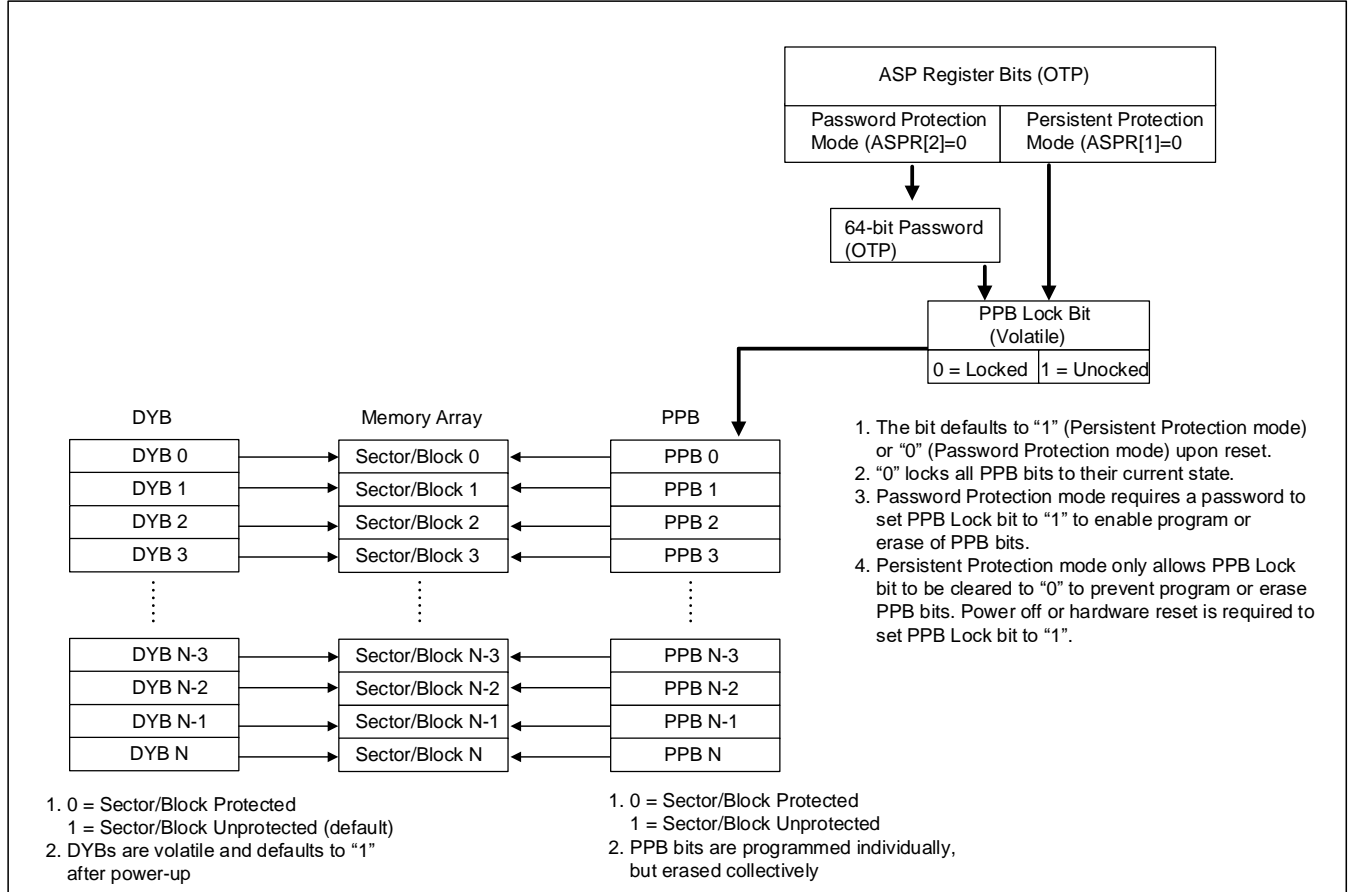 ASP Register Bits (OTP)
Password Protection
Mode (ASPR[2]=0
Persistent Protection
Mode (ASPR[1]=0
64-bit Password
(OTP)
PPB Lock Bit
(Volatile)
0 = Locked
1 = Unocked
1. The bit defaults to “1” (Persistent Protection mode)
or “0” (Password Protection mode) upon reset.
2. “0” locks all PPB bits to their current state.
3. Password Protection mode requires a password to
set PPB Lock bit to “1” to enable program or
erase of PPB bits.
4. Persistent Protection mode only allows PPB Lock
bit to be cleared to “0” to prevent program or erase
PPB bits. Power off or hardware reset is required to
set PPB Lock bit to “1”.
DYB
Memory Array
PPB
DYB 0
Sector/Block 0
PPB 0
DYB 1
Sector/Block 1
PPB 1
DYB 2
Sector/Block 2
PPB 2
DYB 3
Sector/Block 3
PPB 3
DYB N-3
Sector/Block N-3
PPB N-3
DYB N-2
Sector/Block N-2
PPB N-2
DYB N-1
Sector/Block N-1
PPB N-1
DYB N
Sector/Block N
PPB N
1. 0 = Sector/Block Protected
1 = Sector/Block Unprotected (default)
2. DYBs are volatile and defaults to “1”
after power-up
1. 0 = Sector/Block Protected
1 = Sector/Block Unprotected
2. PPB bits are programmed individually,
but erased collectively